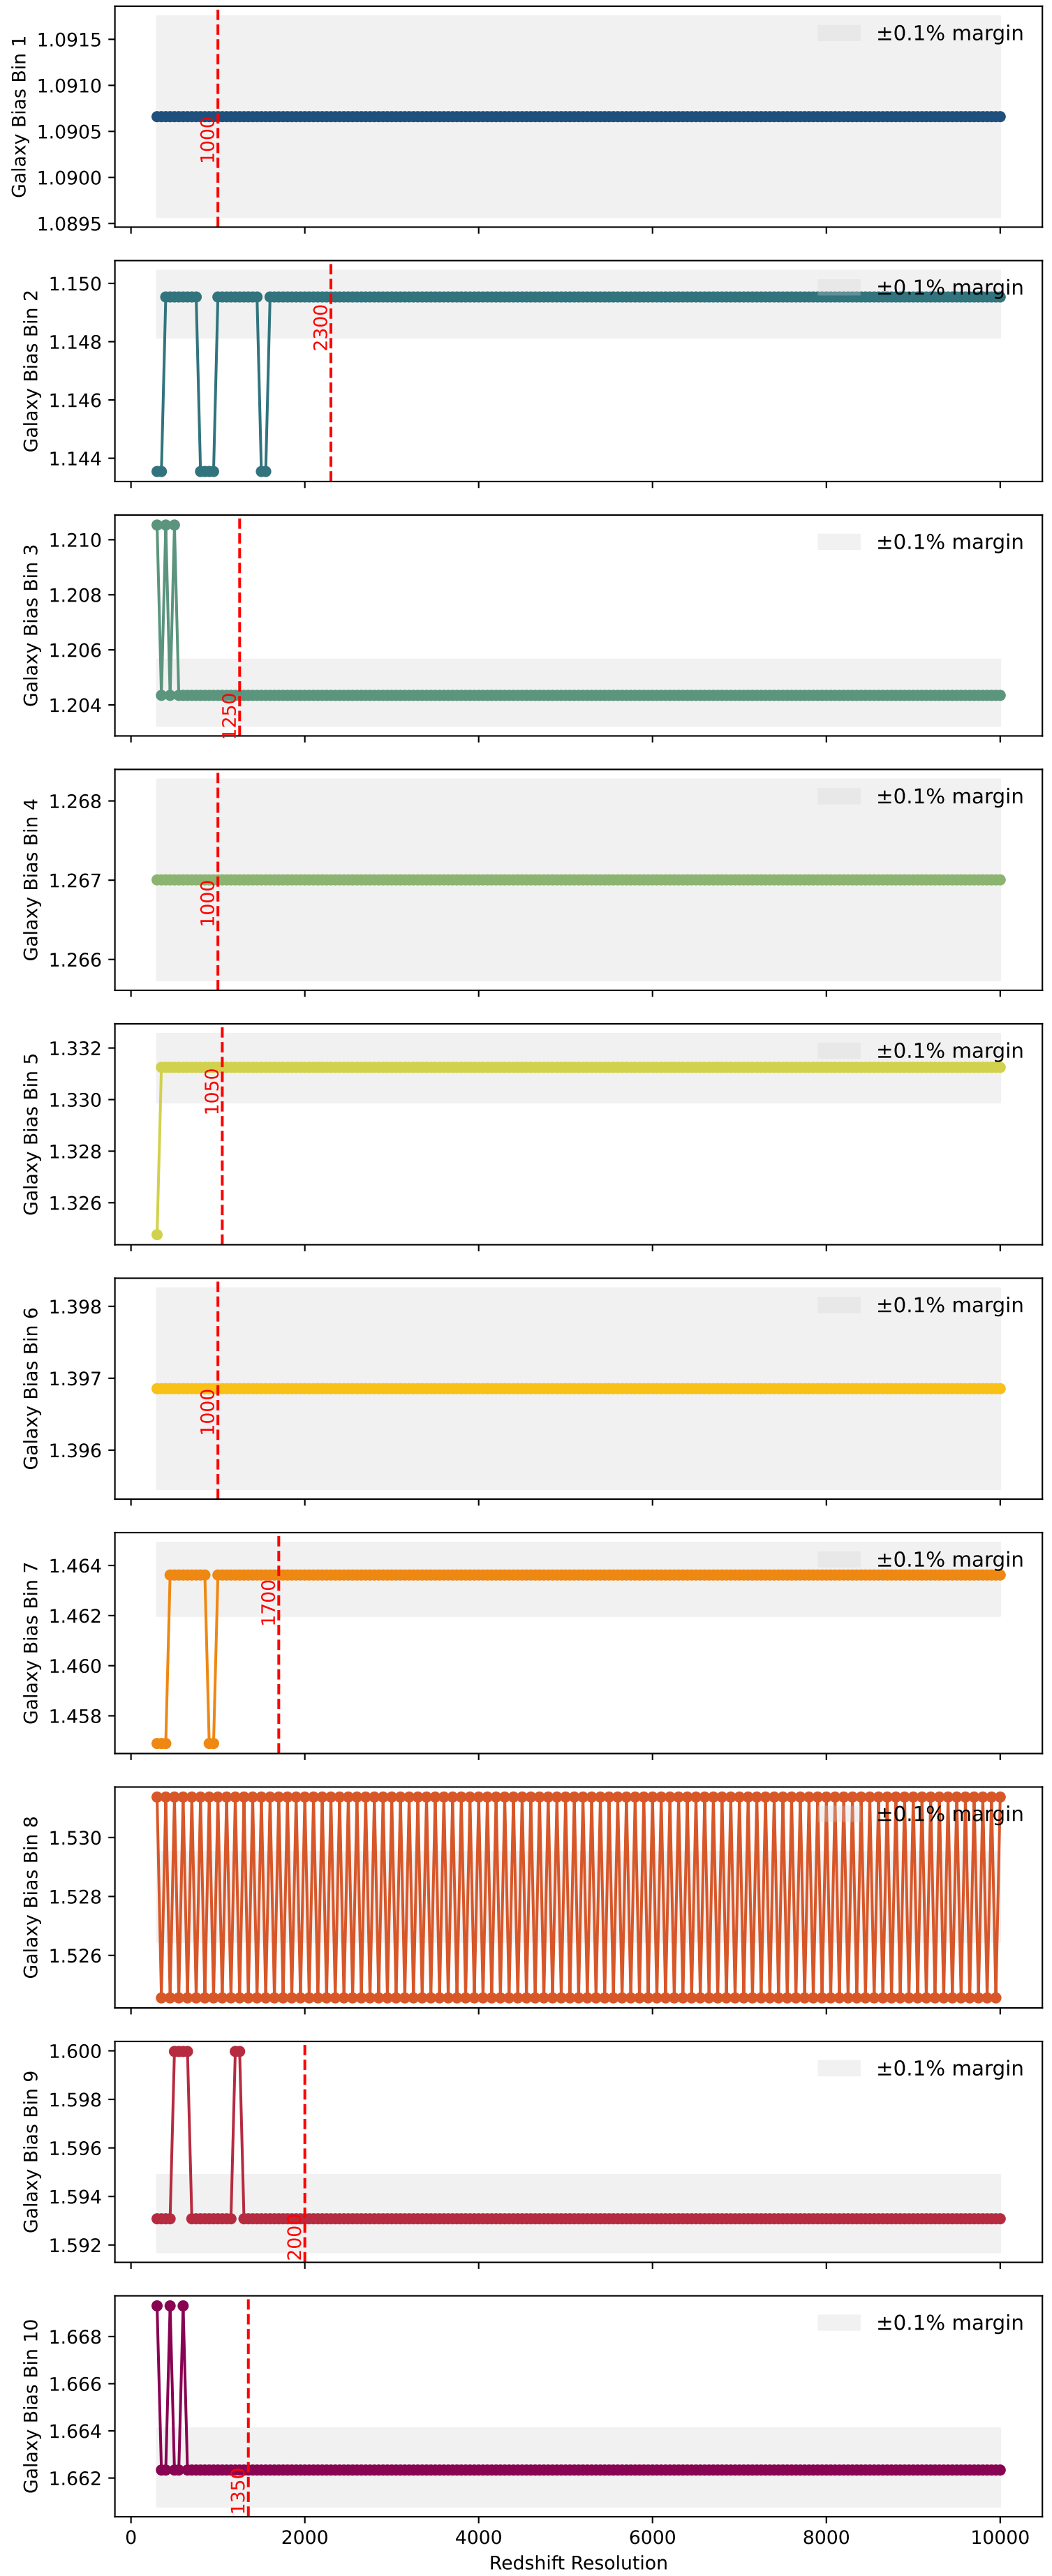 Galaxy Bias Bin 1
1.0915
1.0910
1.0905
1.0900
1.0895
1000
±0.1% margin
Galaxy Bias Bin 2
1.150
1.148
1.146
1.144
2300
±0.1% margin
Galaxy Bias Bin 3
1.210
1.208
1.206
1.204
1250
±0.1% margin
Galaxy Bias Bin 4
1.268
1.267
1.266
1000
±0.1% margin
Galaxy Bias Bin 5
1.332
1.330
1.328
1.326
1050
±0.1% margin
Galaxy Bias Bin 6
1.398
1.397
1.396
1000
±0.1% margin
Galaxy Bias Bin 7
1.464
1.462
1.460
1.458
1700
±0.1% margin
Galaxy Bias Bin 8
1.530
1.528
1.526
±0.1% margin
Galaxy Bias Bin 9
1.600
1.598
1.596
1.594
1.592
2000
±0.1% margin
Galaxy Bias Bin 10
1.668
1.666
1.664
1.662
1350
±0.1% margin
0
2000
4000
6000
8000
10000
Redshift Resolution